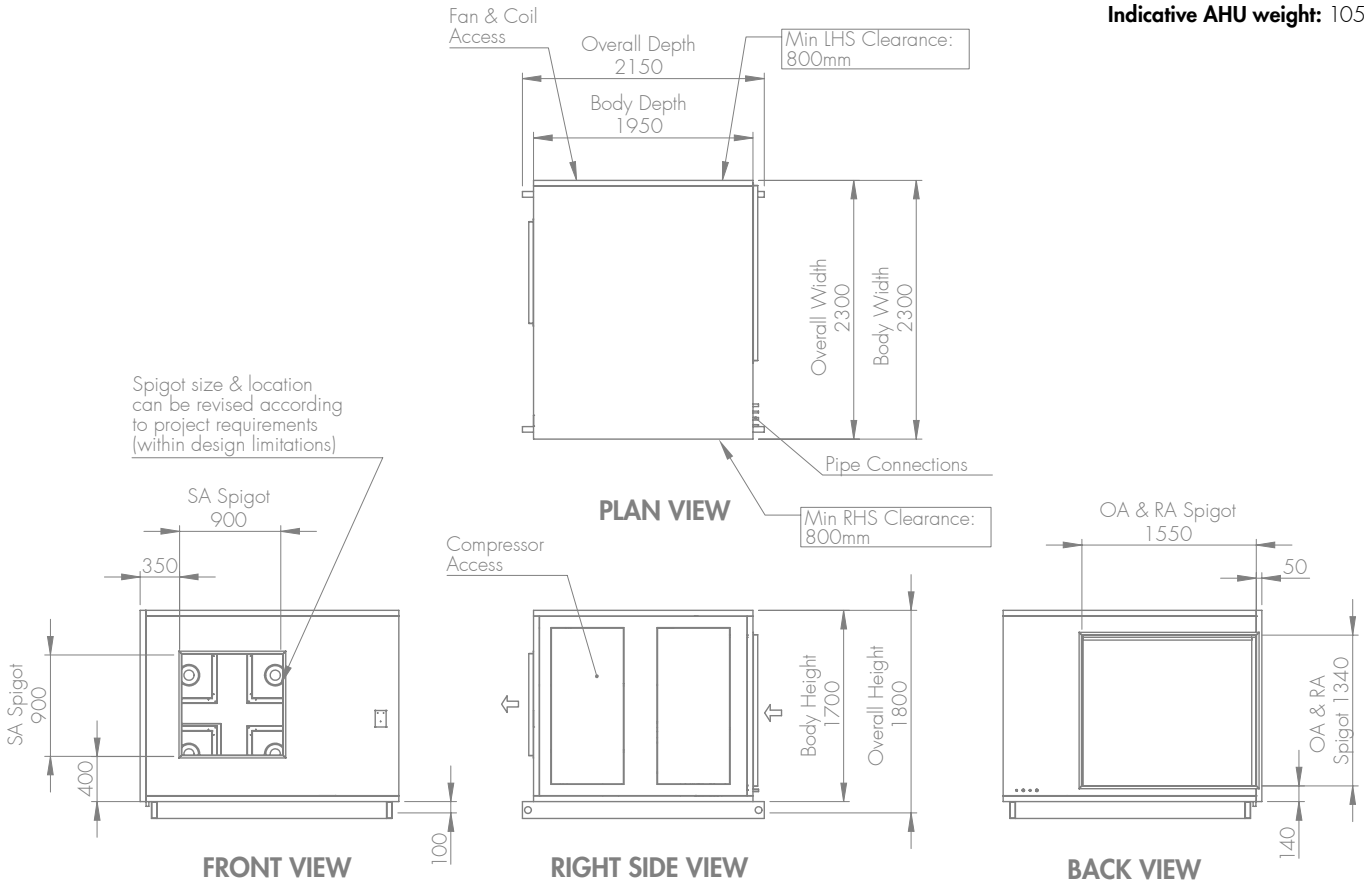 Indicative AHU weight: 105
Fan & Coil
Access
Overall Depth
2150
Min LHS Clearance:
800mm
Body Depth
1950
Overall Width
2300
Body Width
2300
Pipe Connections
PLAN VIEW
Min RHS Clearance:
800mm
Spigot size & location
can be revised according
to project requirements
(within design limitations)
SA Spigot
900
350
SA Spigot
900
400
100
FRONT VIEW
Compressor
Access
Body Height
1700
Overall Height
1800
RIGHT SIDE VIEW
OA & RA Spigot
1550
50
OA & RA
Spigot 1340
140
BACK VIEW